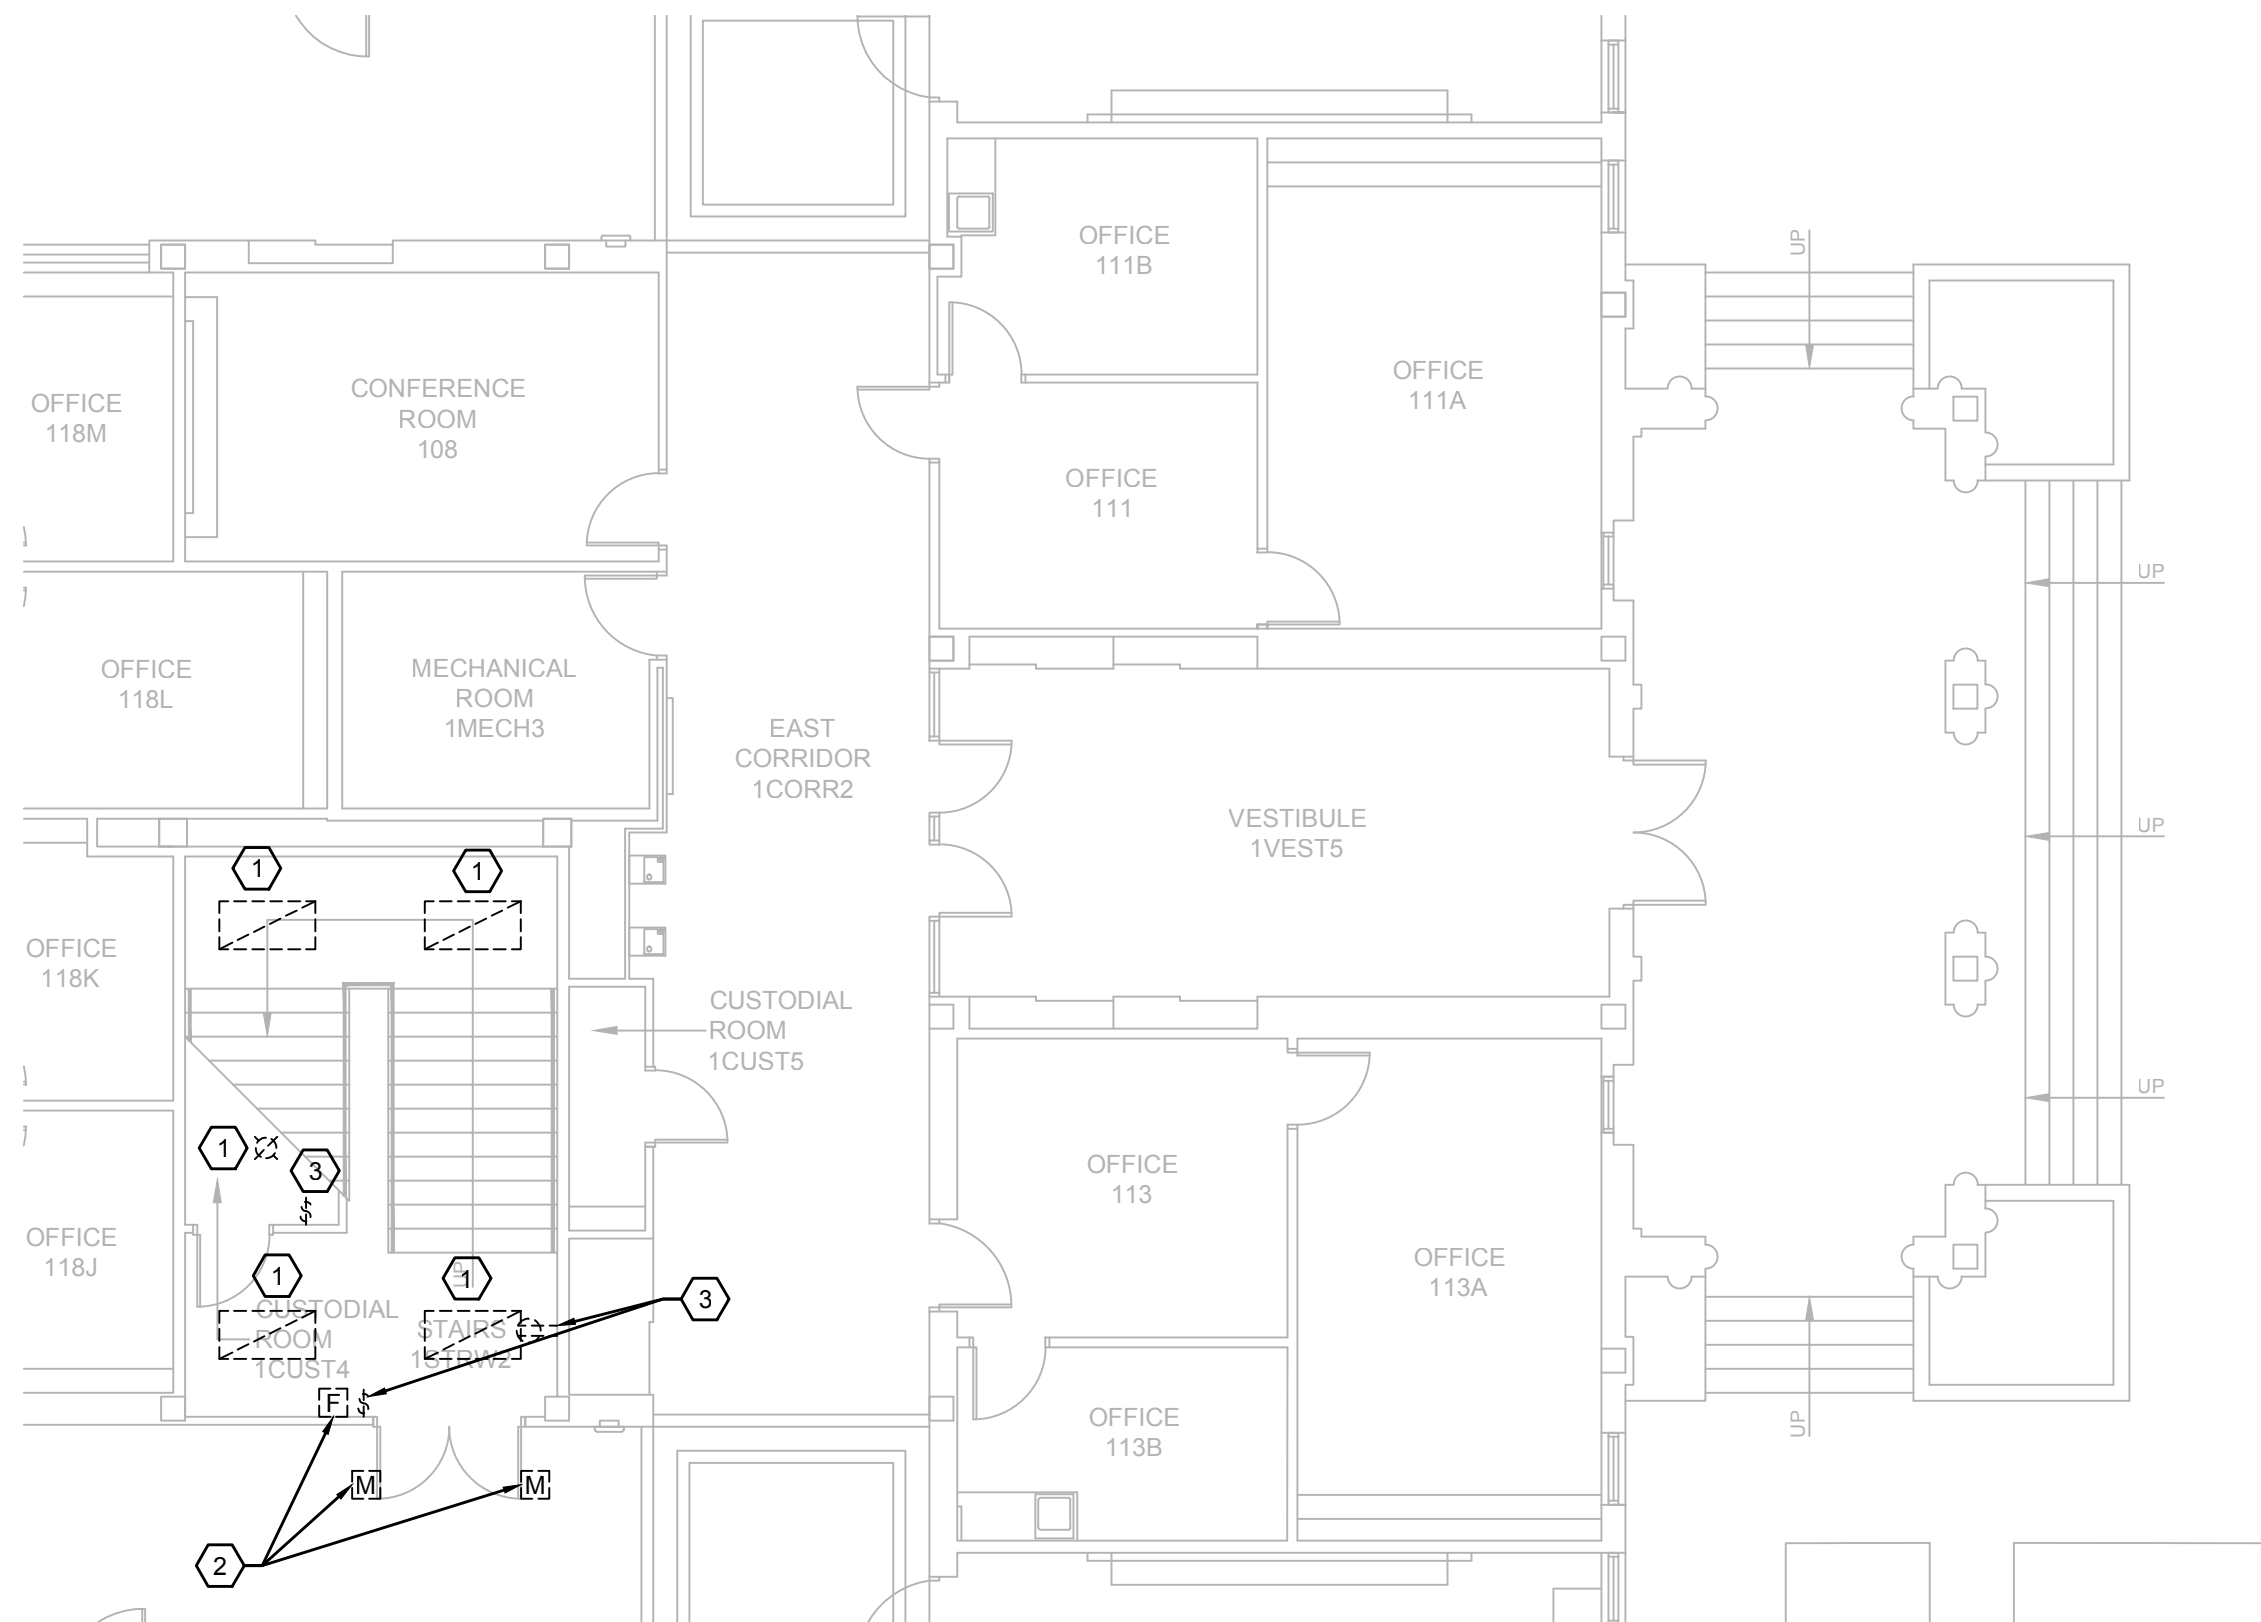 OFFICE
111B
UP
OFFICE
111A
CONFERENCE
ROOM
108
OFFICE
118M
OFFICE
111
UP
OFFICE
118L
MECHANICAL
ROOM
1MECH3
EAST
CORRIDOR
1CORR2
VESTIBULE
1VEST5
UP
1
1
OFFICE
118K
CUSTODIAL
ROOM
1CUST5
UP
1
3
OFFICE
113
OFFICE
118J
1
1
UP
OFFICE
113A
3
CUSTODIAL
ROOM
1CUST4
STAIRS
1STRW2
F
UP
OFFICE
113B
M
M
2